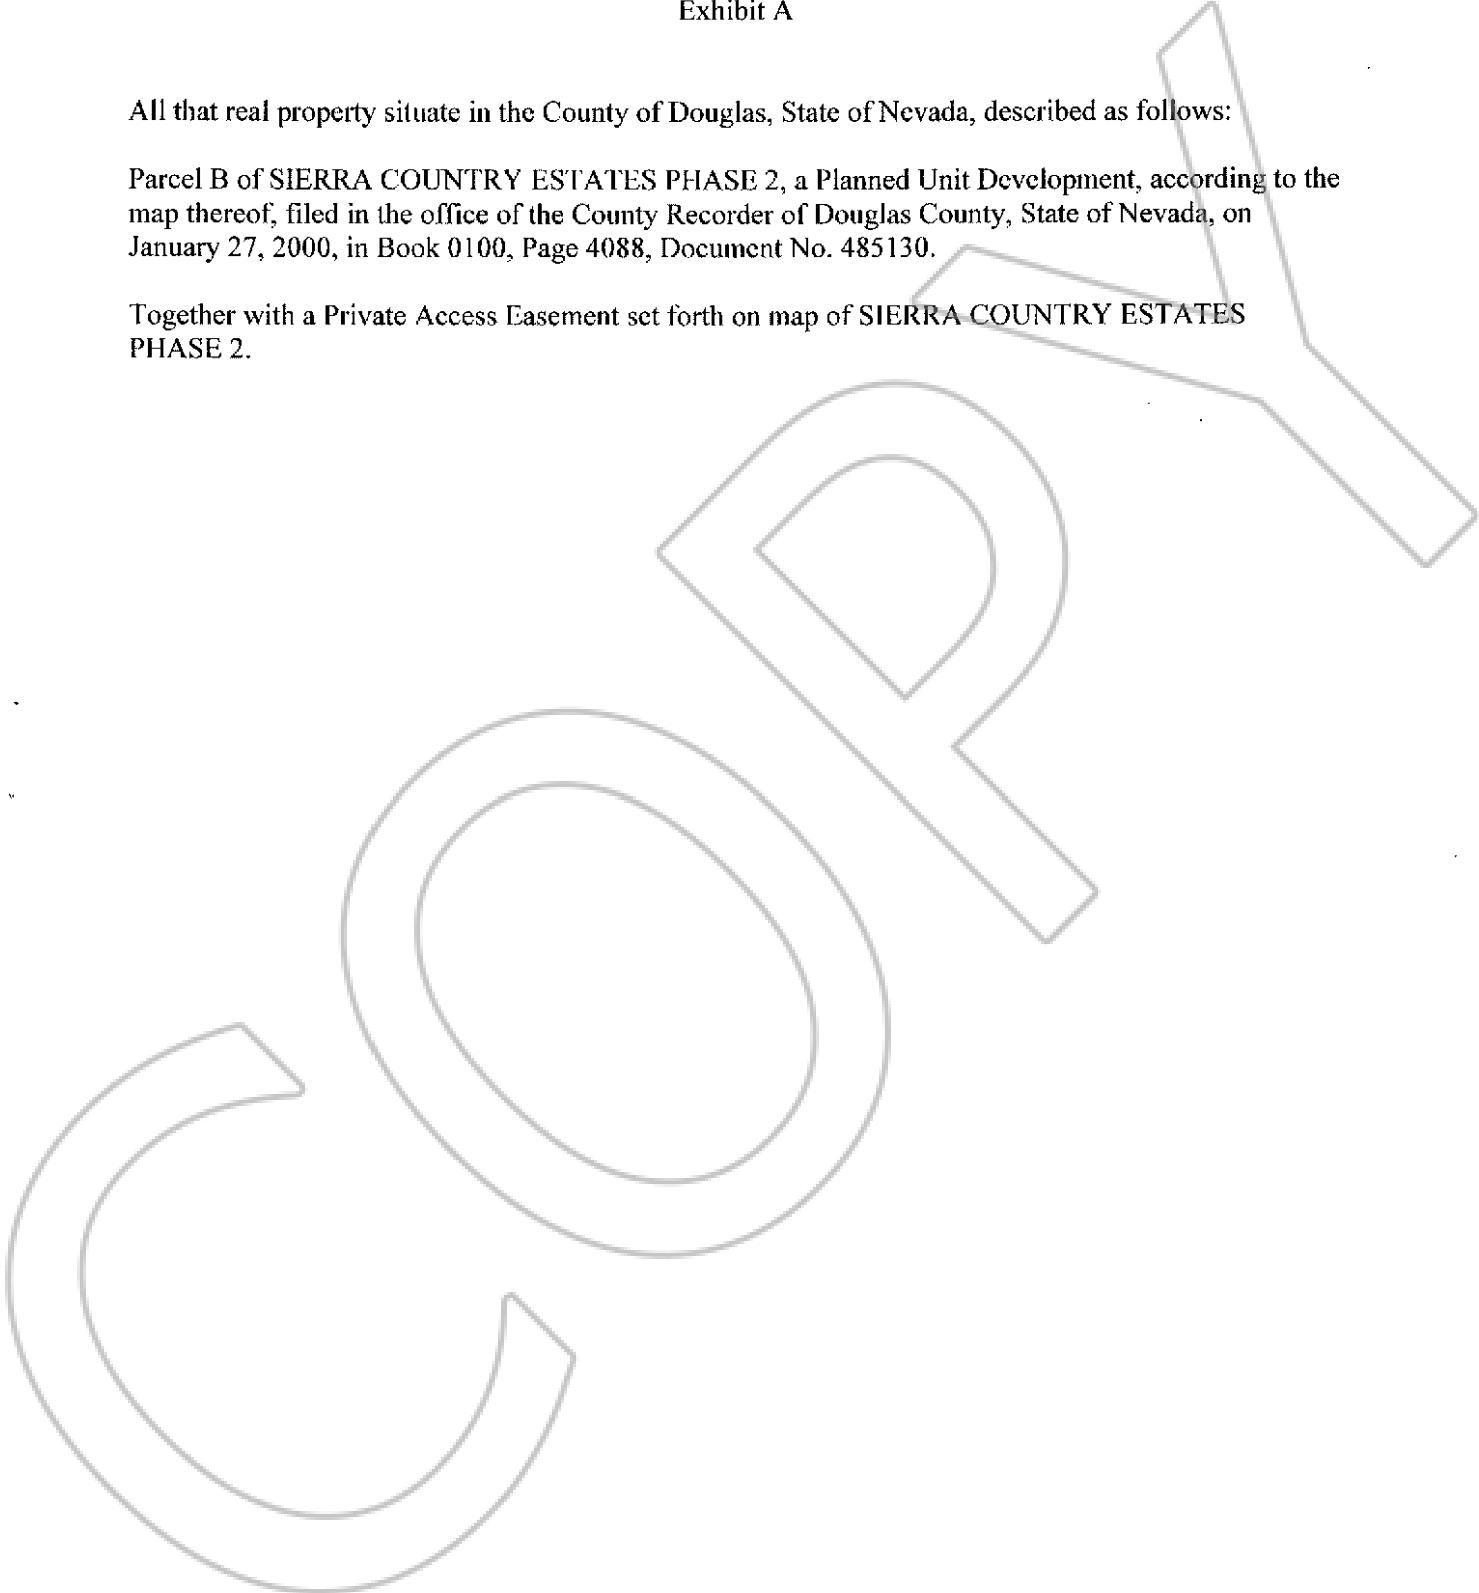 Exhibit A
All that real property situate in the County of Douglas, State of Nevada, described as follows:
Parcel B of SIERRA COUNTRY ESTATES PHASE 2, a Planned Unit Development, according to the
map thereof, filed in the office of the County Recorder of Douglas County, State of Nevada, on
January 27, 2000, in Book 0100, Page 4088, Document No. 485130.
Together with a Private Access Easement set forth on map of SIERRA COUNTRY ESTATES
PHASE 2.
COPY